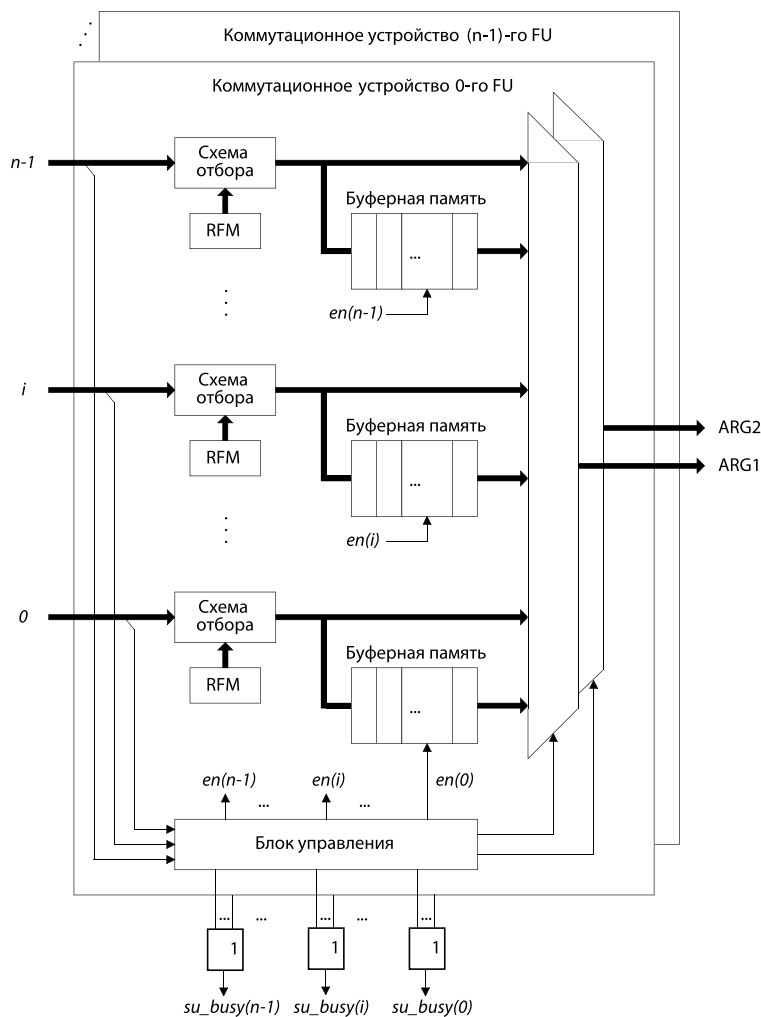 Коммутационное устройство (n-1)-го FU
Коммутационное устройство 0-го FU
n-1
Схема
отбора
RFM
Буферная память
...
en(n-1)
i
Схема
отбора
RFM
Буферная память
...
en(i)
ARG2
ARG1
0
Схема
отбора
RFM
Буферная память
...
en(n-1)
...
en(i)
...
en(0)
Блок управления
...
...
...
...
...
1
1
1
su_busy(n-1)
su_busy(i)
su_busy(0)